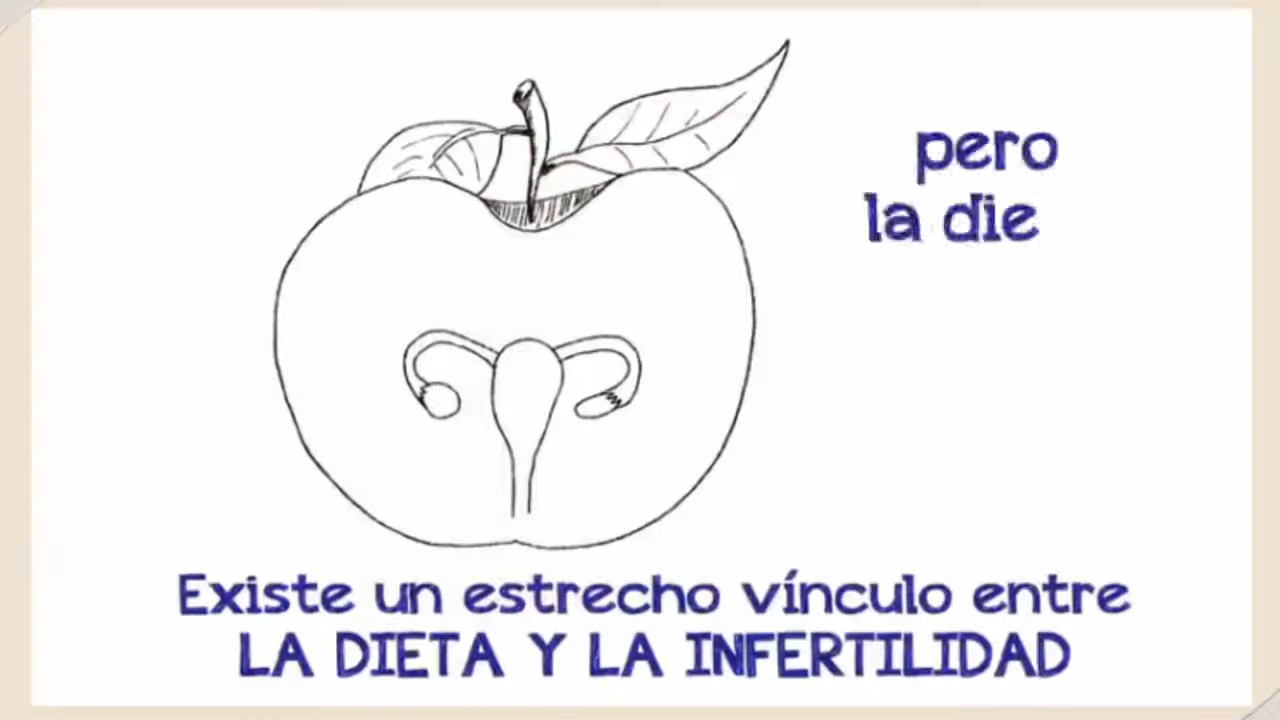 pero
la die
Existe un estrecho vínculo entre
LA DIETA Y LA INFERTILIDAD